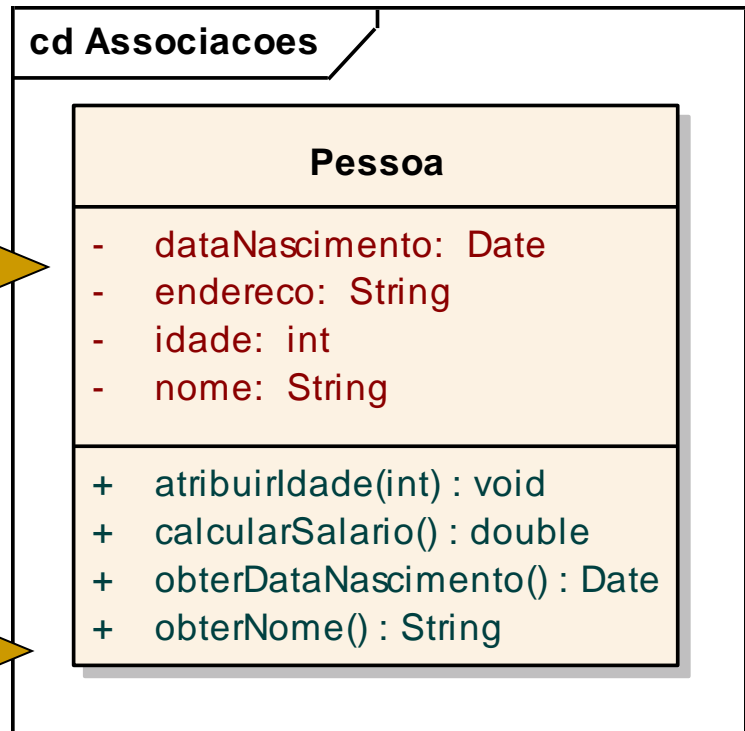 cd Associacoes
Pessoa
- dataNascimento: Date
- endereco: String
- idade: int
- nome: String
+ atribuirIdade(int) : void
+ calcularSalario() : double
+ obterDataNascimento() : Date
+ obterNome() : String